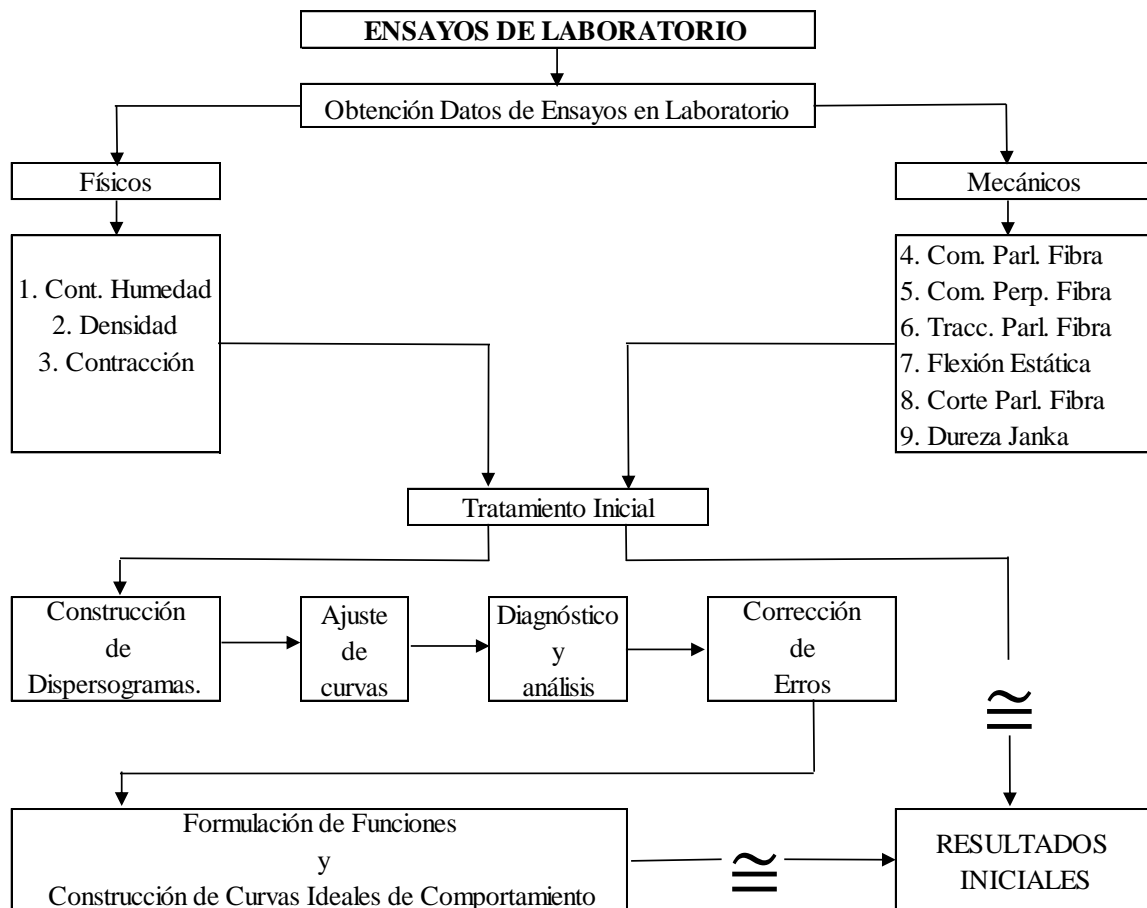 ENSAYOS DE LABORATORIO
Obtención Datos de Ensayos en Laboratorio
Físicos
Mecánicos
1. Cont. Humedad
2. Densidad
3. Contracción
4. Com. Parl. Fibra
5. Com. Perp. Fibra
6. Tracc. Parl. Fibra
7. Flexión Estática
8. Corte Parl. Fibra
9. Dureza Janka
Tratamiento Inicial
Construcción
de
Dispersogramas.
Ajuste
de
curvas
Diagnóstico
y
análisis
Corrección
de
Erros
≅
Formulación de Funciones
y
Construcción de Curvas Ideales de Comportamiento
≅
RESULTADOS
INICIALES